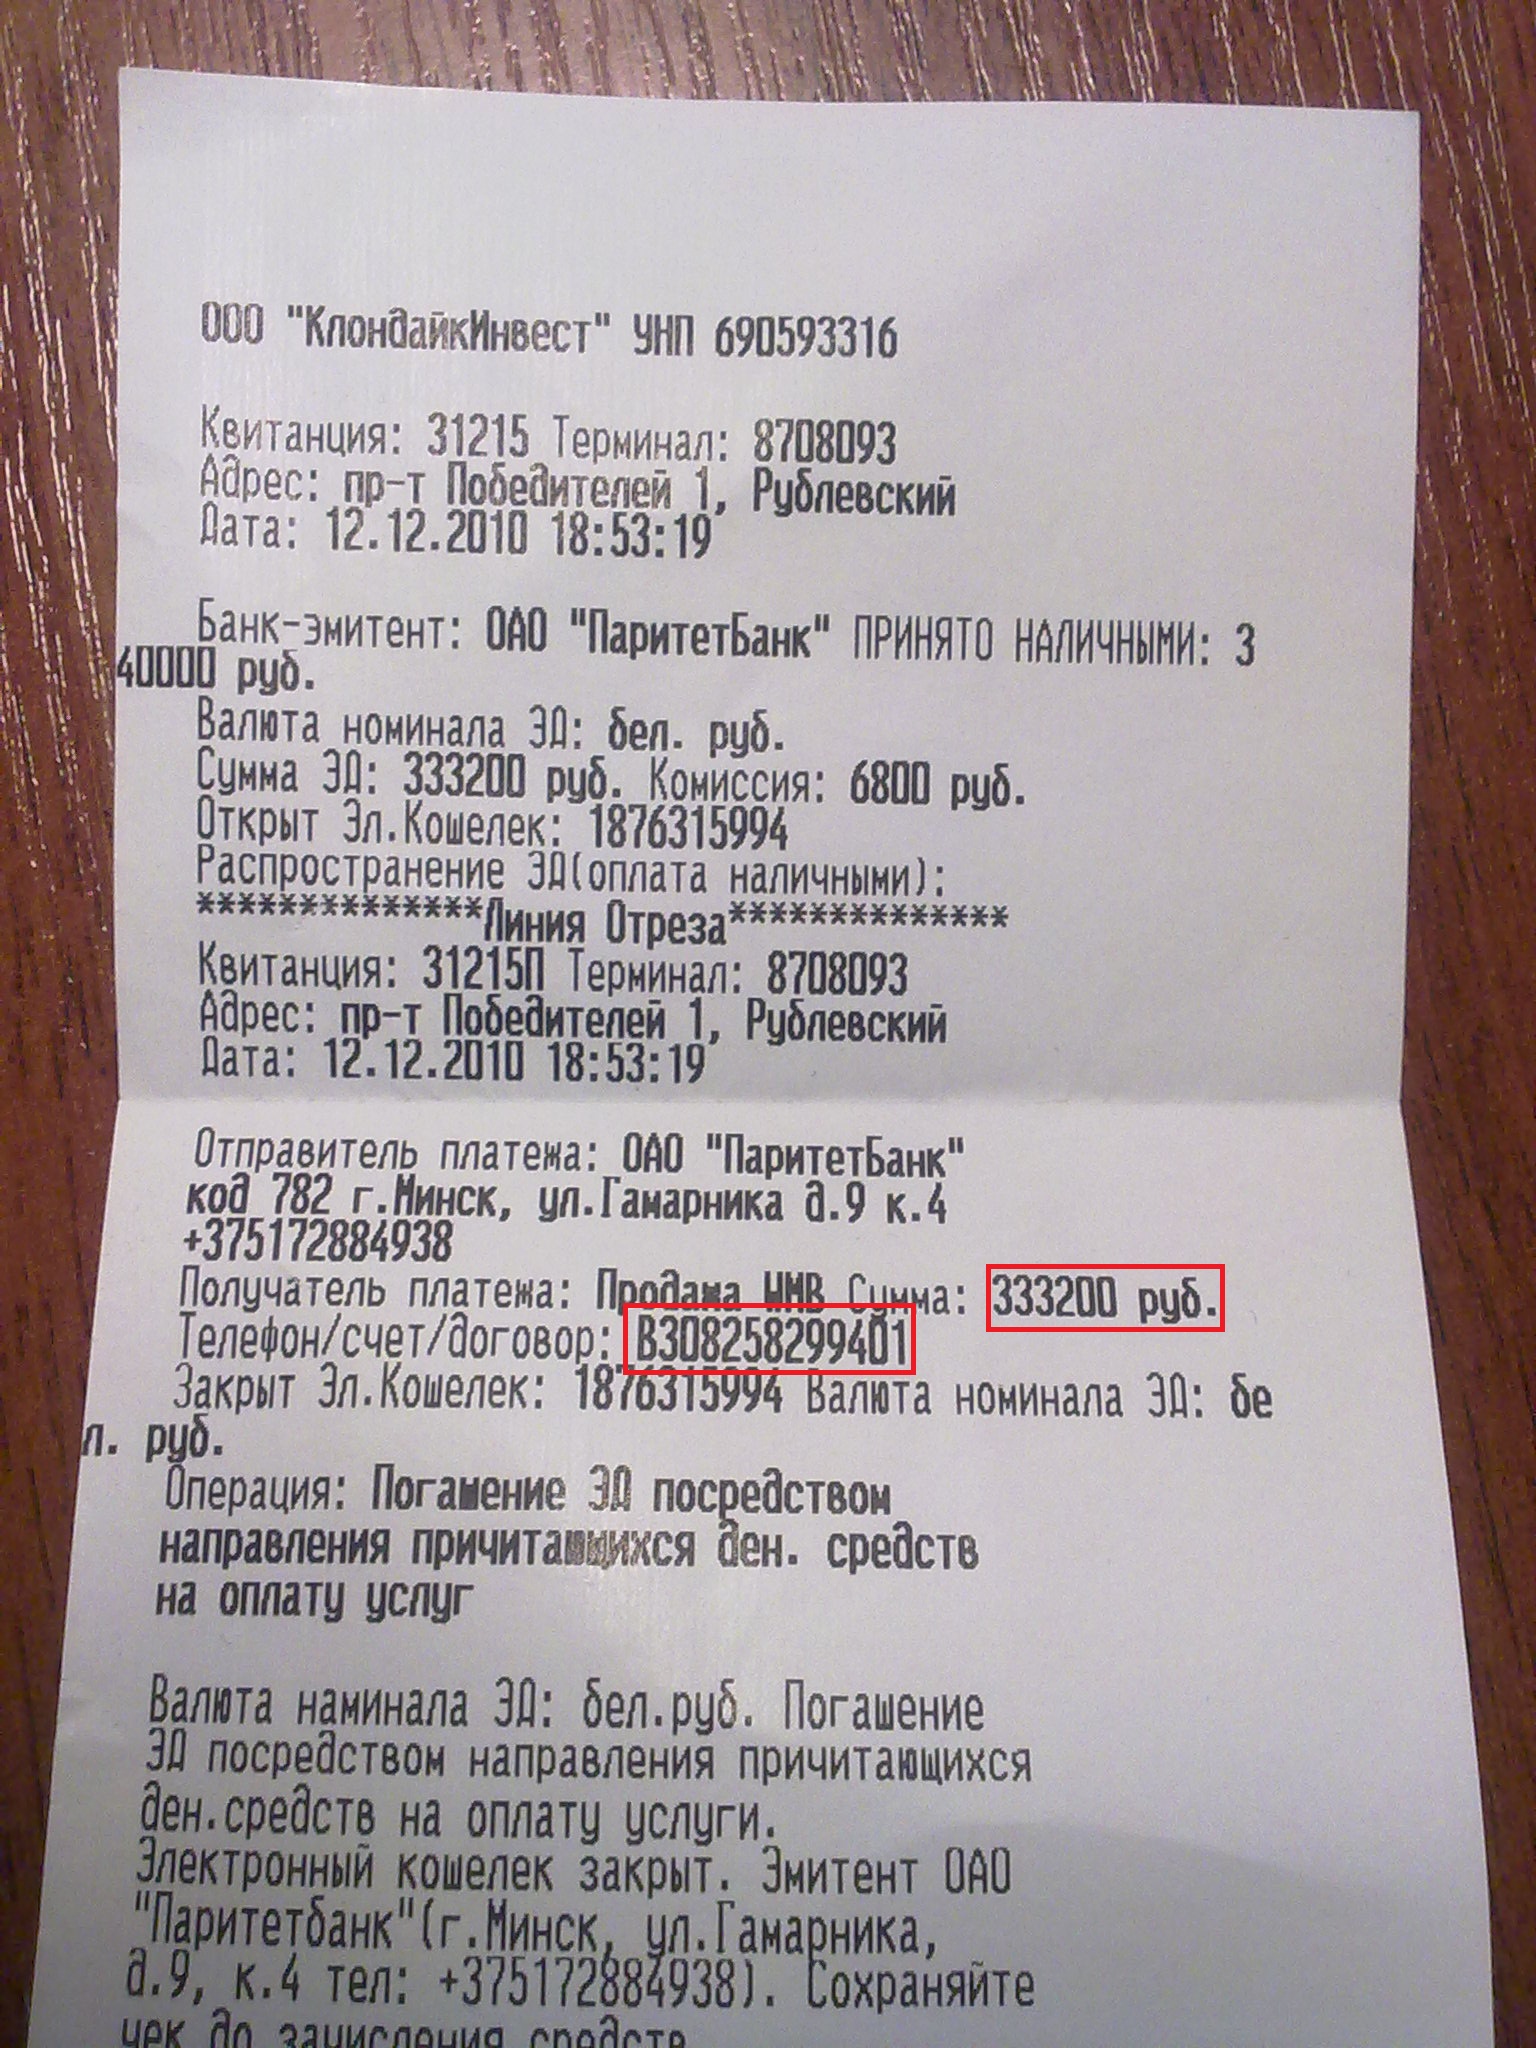 ООО "КлондайкИнвест" УНП 690593316
Квитанция: 31215 Терминал: 8708093
Адрес: пр-т Победителей 1, Рублевский
Дата: 12.12.2010 18:53:19
Банк-эмитент: ОАО "ПаритетБанк" ПРИНЯТО НАЛИЧНЫМИ: 3
40000 руб.
Валюта номинала ЭД: бел. руб.
Сумма ЭД: 333200 руб. Комиссия: 6800 руб.
Открыт Эл.Кошелек: 1876315994
Распространение ЭД(оплата наличными):
**************Линия Отреза**************
Квитанция: 31215П Терминал: 8708093
Адрес: пр-т Победителей 1, Рублевский
Дата: 12.12.2010 18:53:19
Отправитель платежа: ОАО "ПаритетБанк"
код 782 г.Минск, ул.Гамарника д.9 к.4
+375172884938
Получатель платежа: Продажа WMB Сумма: 333200 руб.
Телефон/счет/договор: B308258299401
Закрыт Эл.Кошелек: 1876315994 Валюта номинала ЭД: бе
л. руб.
Операция: Погашение ЭД посредством
направления причитающихся ден. средств
на оплату услуг
Валюта наминала ЭД: бел.руб. Погашение
ЭД посредством направления причитающихся
ден.средств на оплату услуги.
Электронный кошелек закрыт. Эмитент ОАО
"Паритетбанк"(г.Минск, ул.Гамарника,
д.9, к.4 тел: +375172884938). Сохраняйте
чек до зачисления средств